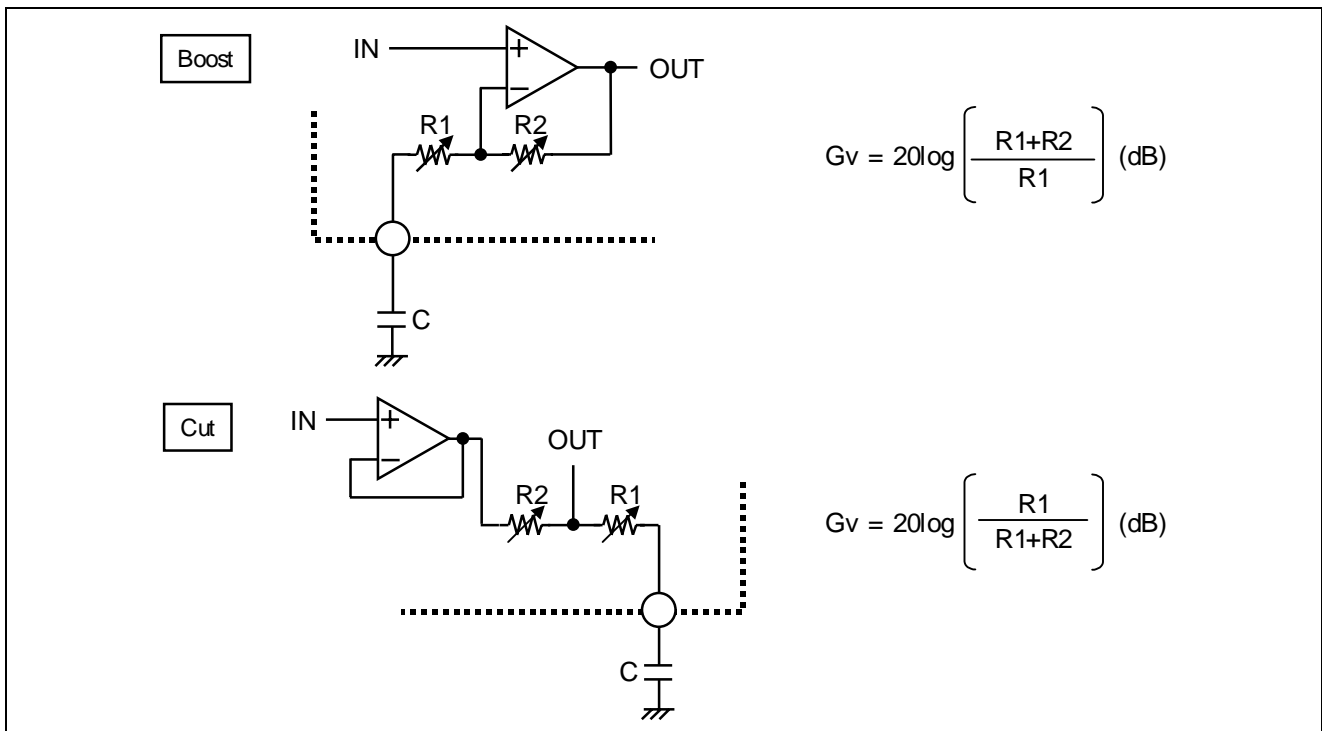 Boost
IN
+
−
OUT
R1 R2
Gv = 20log [ R1+R2 / R1 ] (dB)
C
Cut
IN
+
−
OUT
R2 R1
Gv = 20log [ R1 / R1+R2 ] (dB)
C